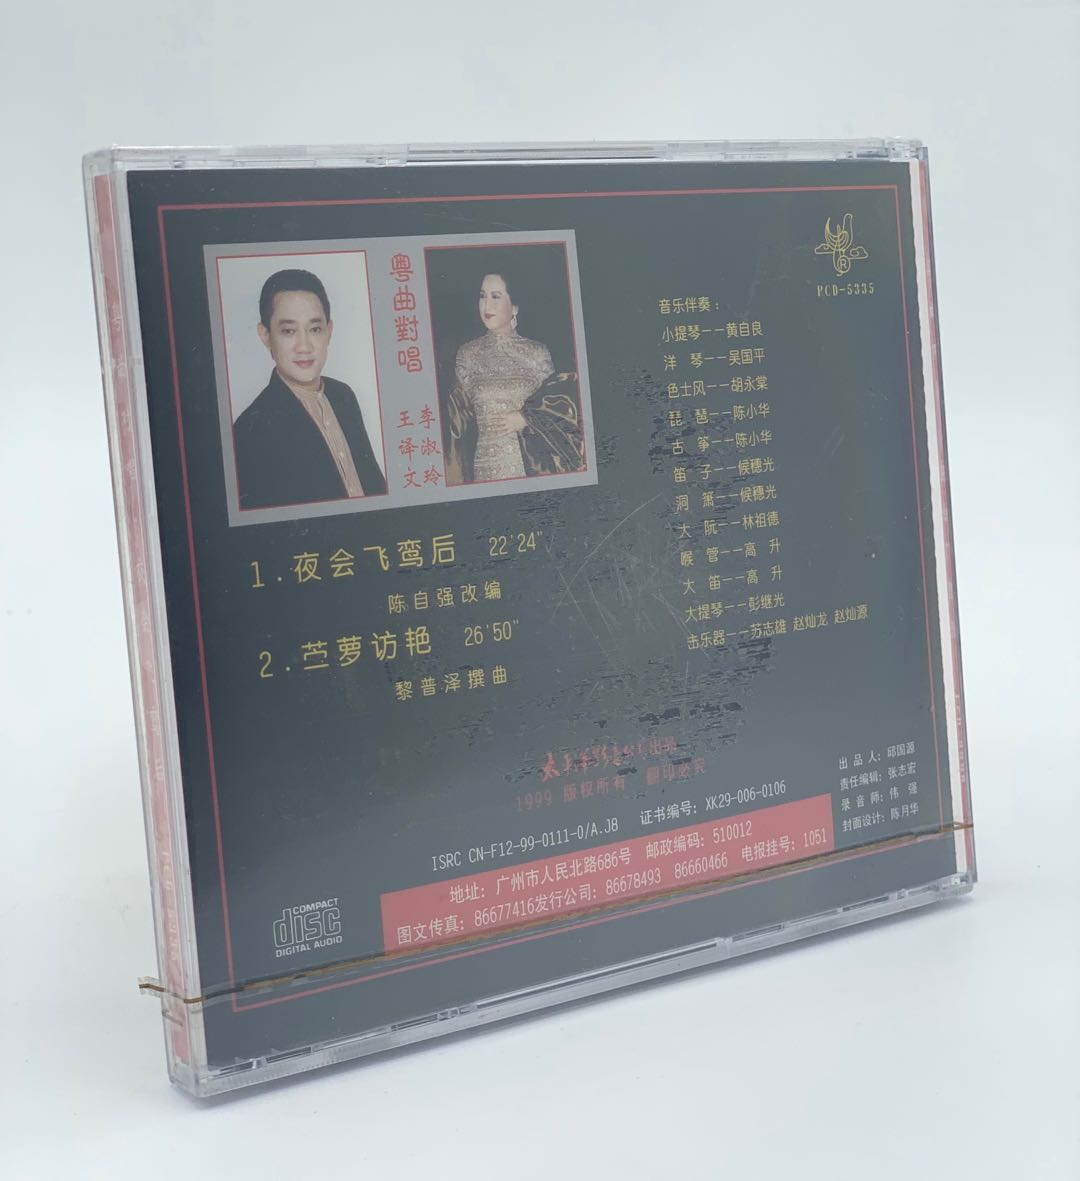 粤曲對唱
李淑玲
王译文
1.夜会飞鸾后 22'24"
陈自强改编
2.苎萝访艳 26'50"
黎普泽撰曲
PCD-5335
音乐伴奏：
小提琴——黄自良
洋 琴——吴国平
色士风——胡永棠
琵 琶——陈小华
古 筝——陈小华
笛 子——候穗光
洞 箫——候穗光
大 阮——林祖德
喉 管——高 升
大 笛——高 升
大提琴——彭继光
击乐器——苏志雄 赵灿龙 赵灿源
出品
1999 版权所有 翻印必究
ISRC CN-F12-99-0111-0/A.J8 证书编号: XK29-006-0106
地址: 广州市人民北路686号 邮政编码: 510012
图文传真: 86677416发行公司: 86678493 86660466 电报挂号: 1051
出 品 人: 邱国源
责任编辑: 张志宏
录 音 师: 伟 强
封面设计: 陈月华
COMPACT
disc
DIGITAL AUDIO